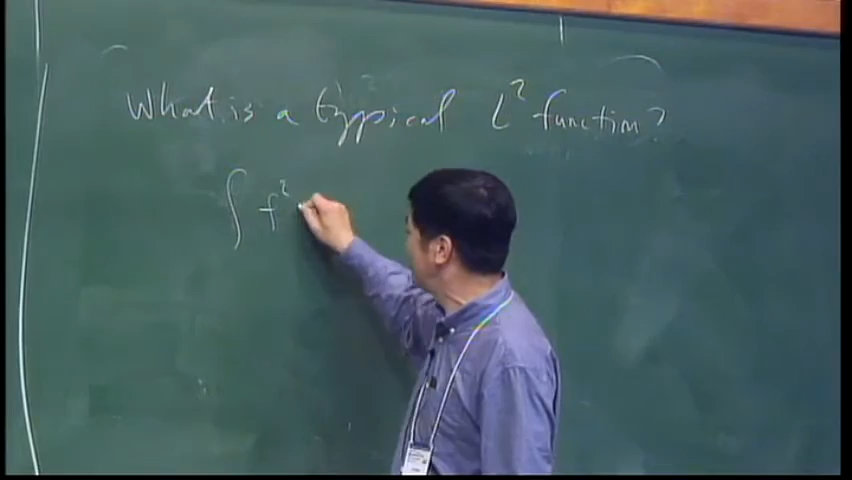 What is a typical L² function?
∫ f²